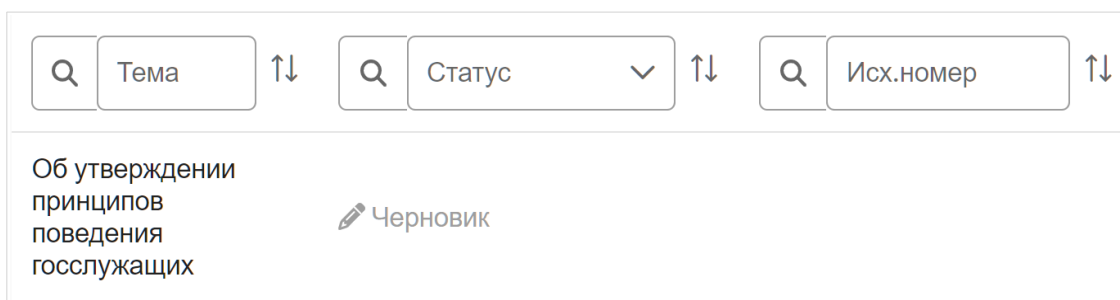 Тема Статус Исх.номер
Об утверждении
принципов
поведения
госслужащих
Черновик